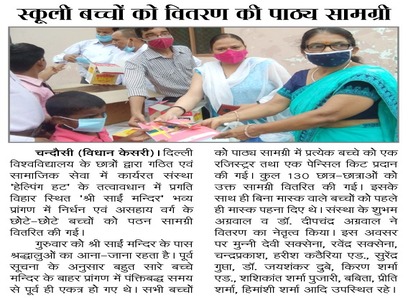 स्कूली बच्चों को वितरण की पाठ्य सामग्री
चन्दौसी (विधान केसरी)। दिल्ली
विश्वविद्यालय के छात्रों द्वारा गठित एवं
सामाजिक सेवा में कार्यरत संस्था
'हेल्पिंग हट' के तत्वावधान में प्रगति
विहार स्थित 'श्री साईं मन्दिर' भव्य
प्रांगण में निर्धन एवं असहाय वर्ग के
छोटे-छोटे बच्चों को पठन सामग्री
वितरित की गई।
गुरुवार को श्री साईं मन्दिर के पास
श्रद्धालुओं का आना-जाना रहता है। पूर्व
सूचना के अनुसार बहुत सारे बच्चे
मन्दिर के बाहर प्रांगण में पंक्तिबद्ध समय
से पूर्व ही एकत्र हो गए थे। सभी बच्चों
को पाठ्य सामग्री में प्रत्येक बच्चे को एक
रजिस्ट्रर तथा एक पेन्सिल किट प्रदान
की गई। कुल 130 छात्र-छात्राओं को
उक्त सामग्री वितरित की गई। इसके
साथ ही बिना मास्क वाले बच्चों को पहले
ही मास्क पहना दिए थे। संस्था के शुभम
अग्रवाल व डॉ. दीपचंद्र अग्रवाल ने
वितरण का नेतृत्व किया। इस अवसर
पर मुन्नी देवी सक्सेना, रवेंद्र सक्सेना,
चन्द्रप्रकाश, हरीश कठैरिया एड., सुरेंद्र
गुप्ता, डॉ. जयशंकर दुबे, किरण शर्मा
एड., शशिकांत शर्मा पुजारी, बबिता, प्रीति
शर्मा, हिमांशी शर्मा आदि उपस्थित रहे।